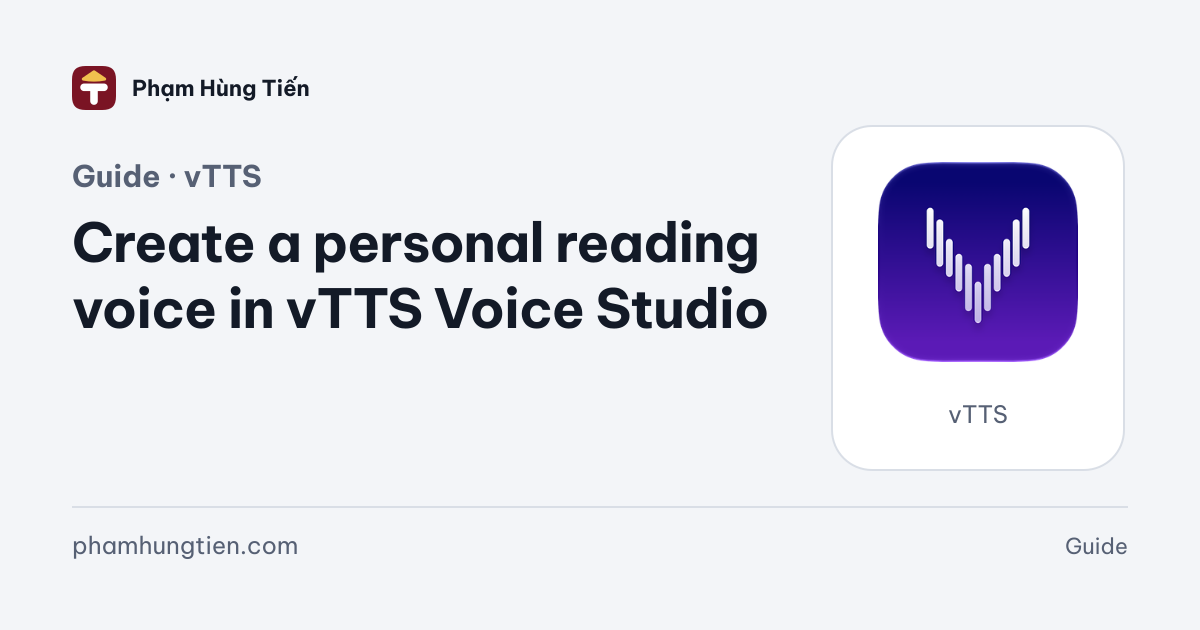 Phạm Hùng Tiến
Guide · vTTS
Create a personal reading
voice in vTTS Voice Studio
vTTS
phamhungtien.com
Guide